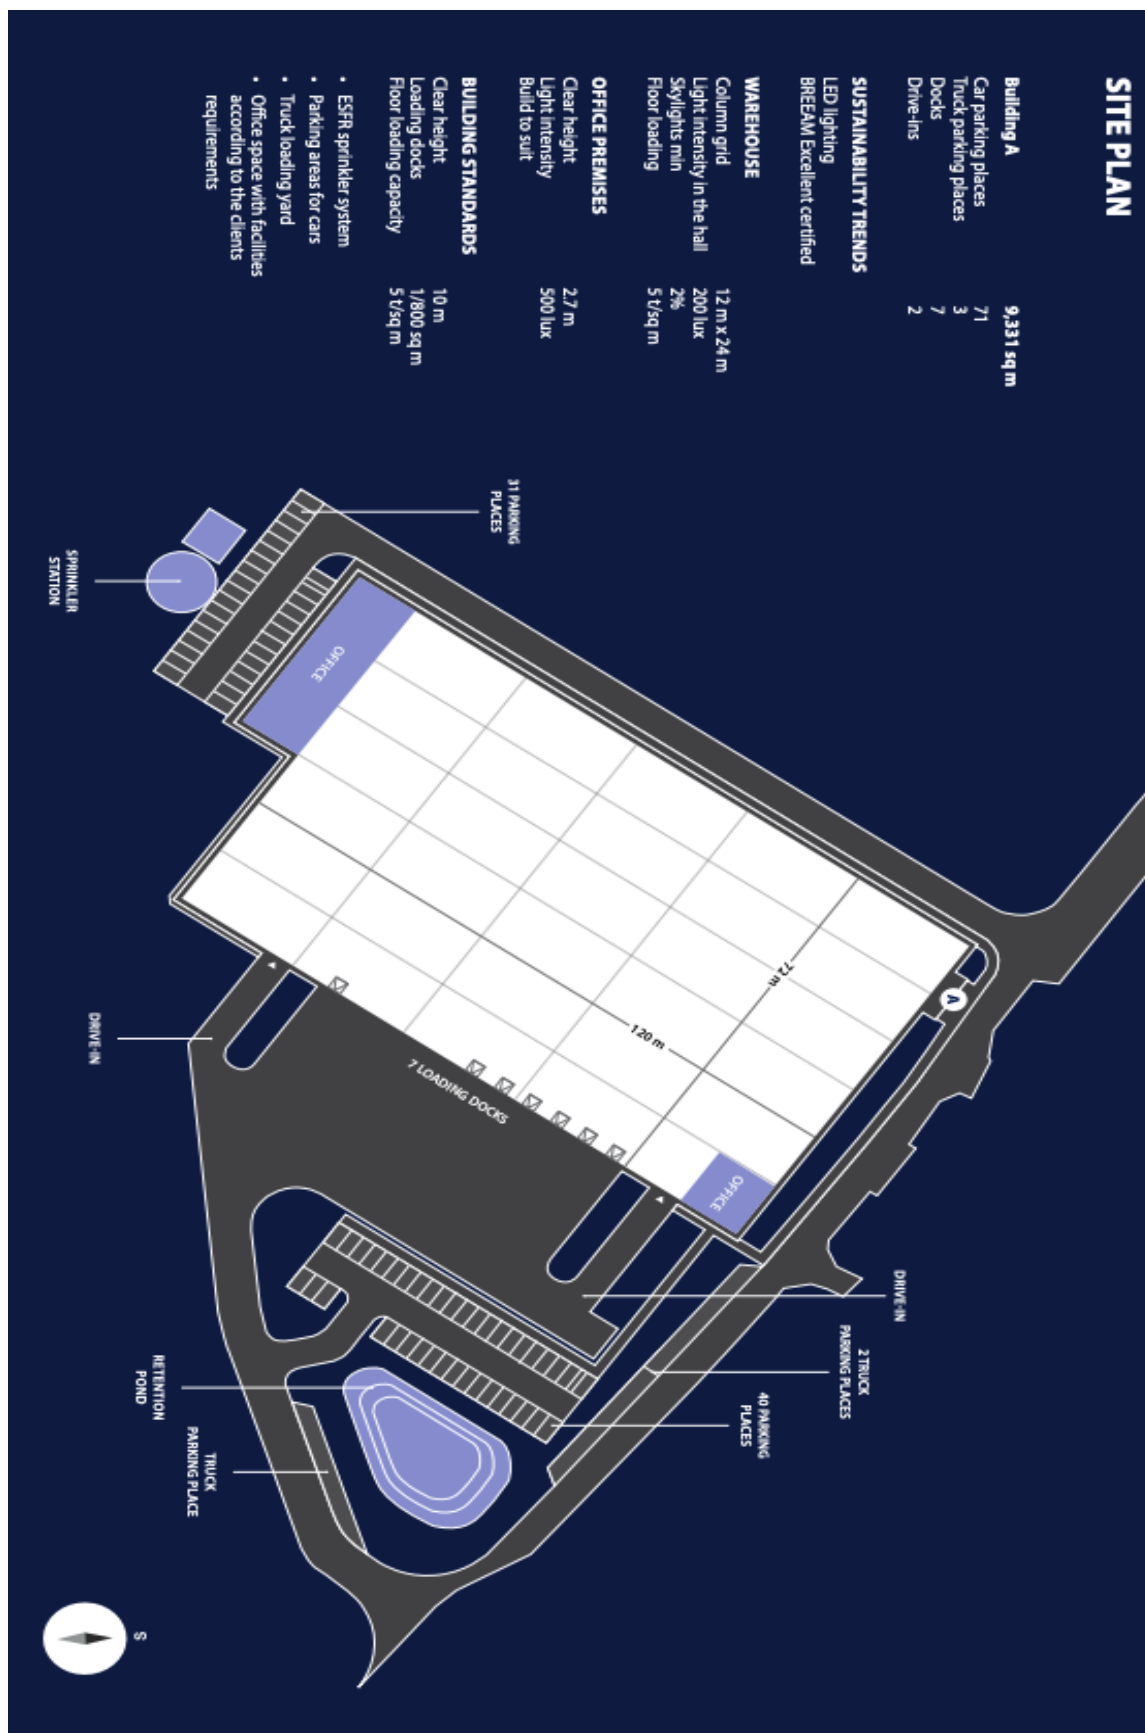 SITE PLAN
Building A 9,331 sq m
Car parking places 71
Truck parking places 3
Docks 7
Drive-ins 2
SUSTAINABILITY TRENDS
LED lighting
BREEAM Excellent certified
WAREHOUSE
Column grid 12 m x 24 m
Light intensity in the hall 200 lux
Skylights min 2%
Floor loading 5 t/sq m
OFFICE PREMISES
Clear height 2.7 m
Light intensity 500 lux
Build to suit
BUILDING STANDARDS
Clear height 10 m
Loading docks 1/800 sq m
Floor loading capacity 5 t/sq m
• ESFR sprinkler system
• Parking areas for cars
• Truck loading yard
• Office space with facilities
according to the clients
requirements
31 PARKING
PLACES
SPRINKLER
STATION
OFFICE
A
72 m
120 m
7 LOADING DOCKS
OFFICE
DRIVE-IN
DRIVE-IN
2 TRUCK
PARKING PLACES
40 PARKING
PLACES
RETENTION
POND
TRUCK
PARKING PLACE
S